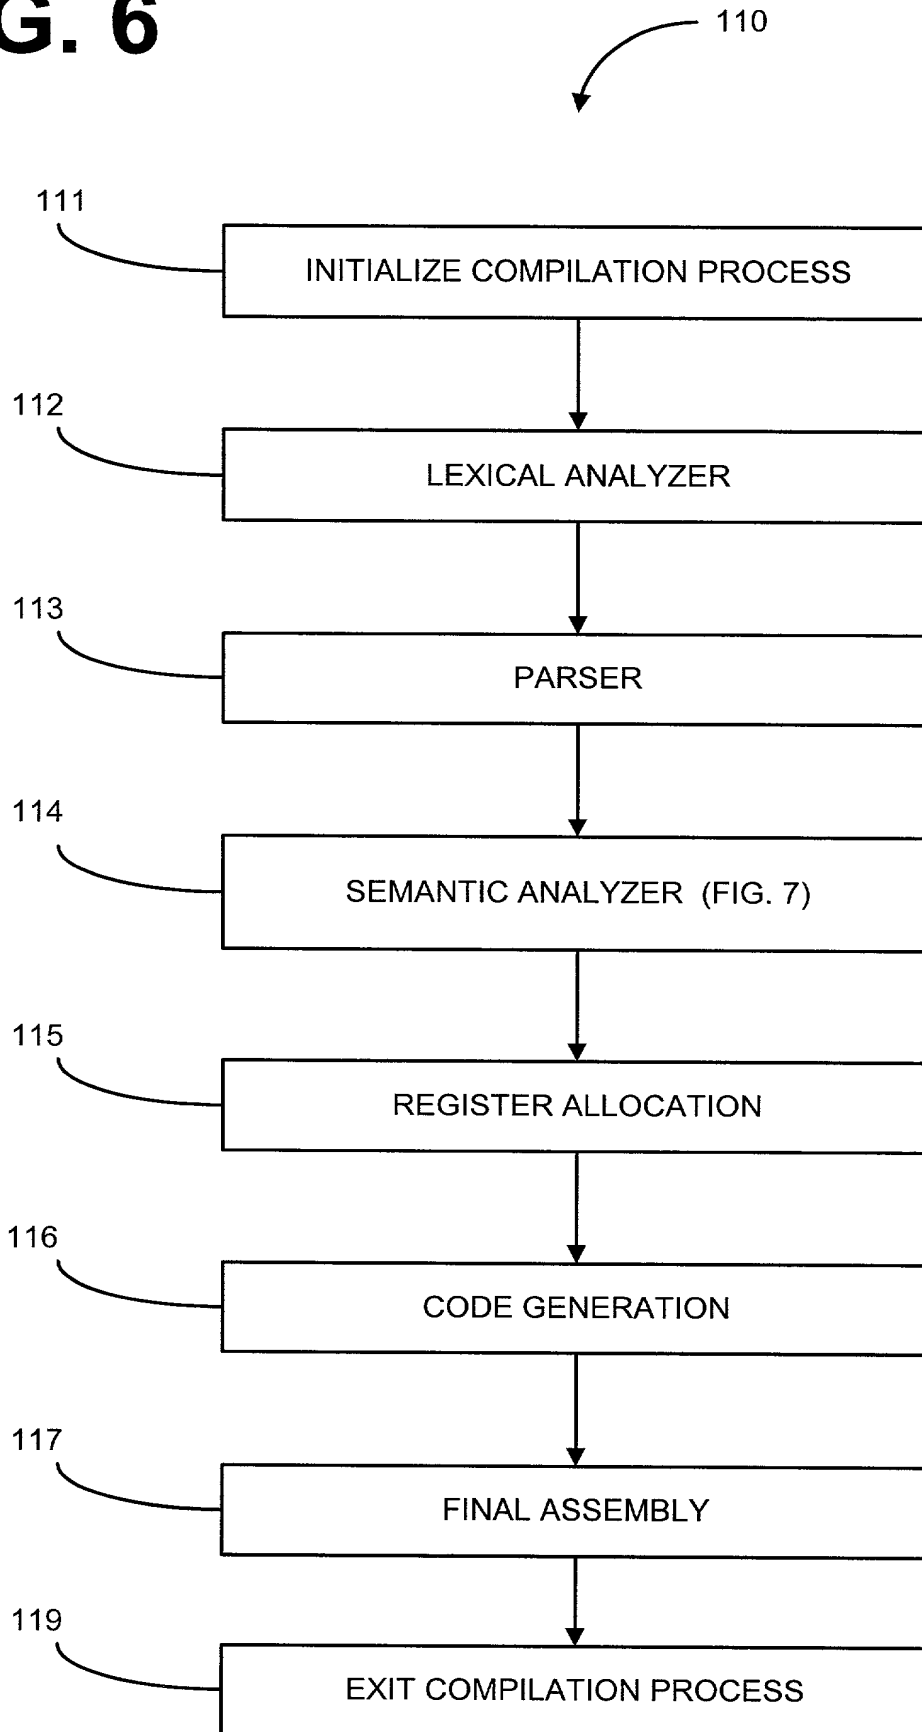 G. 6
110
111
INITIALIZE COMPILATION PROCESS
112
LEXICAL ANALYZER
113
PARSER
114
SEMANTIC ANALYZER (FIG. 7)
115
REGISTER ALLOCATION
116
CODE GENERATION
117
FINAL ASSEMBLY
119
EXIT COMPILATION PROCESS